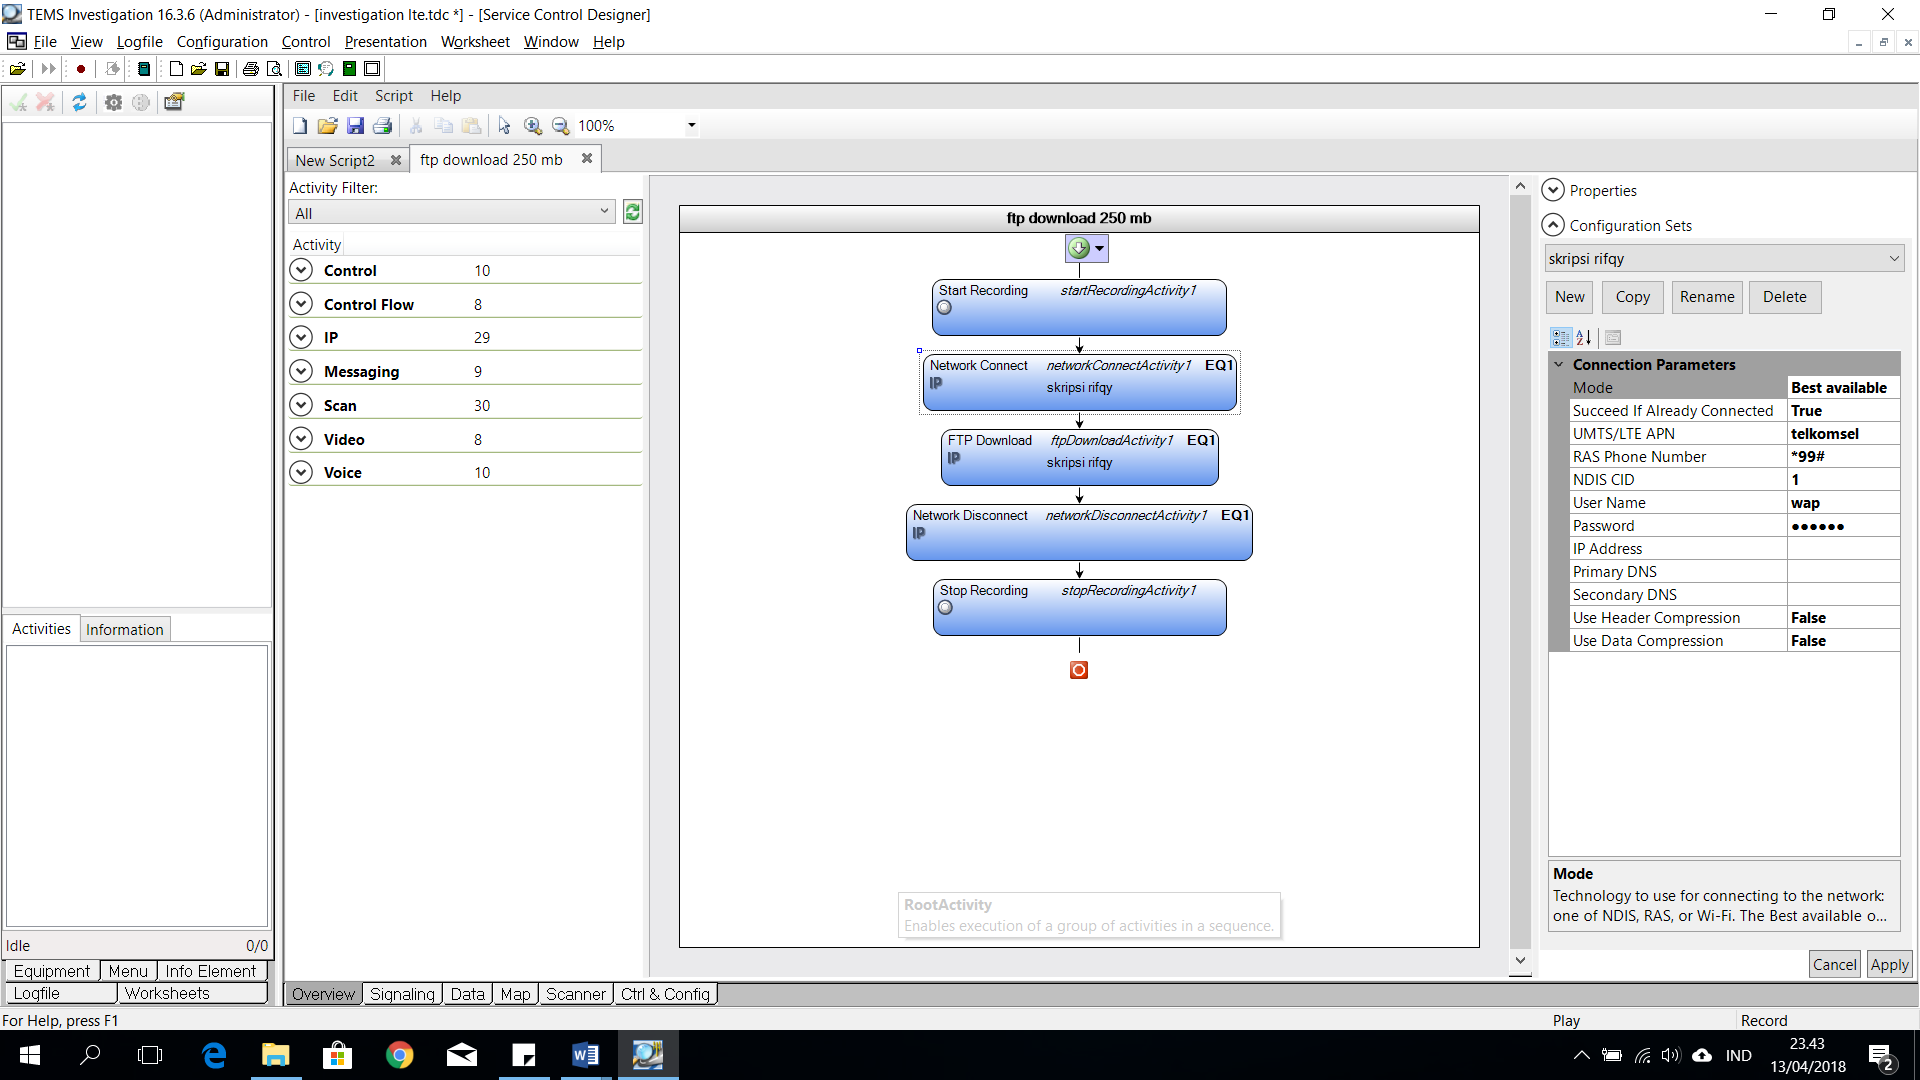 TEMS Investigation 16.3.6 (Administrator) - [investigation lte.tdc *] - [Service Control Designer]
File View Logfile Configuration Control Presentation Worksheet Window Help
File Edit Script Help
100%
New Script2
ftp download 250 mb
Activity Filter:
All
Activity
Control 10
Control Flow 8
IP 29
Messaging 9
Scan 30
Video 8
Voice 10
Activities Information
Idle 0/0
Equipment Menu Info Element
Logfile Worksheets
ftp download 250 mb
Start Recording startRecordingActivity1
Network Connect networkConnectActivity1 EQ1
IP skripsi rifqy
FTP Download ftpDownloadActivity1 EQ1
IP skripsi rifqy
Network Disconnect networkDisconnectActivity1 EQ1
IP
Stop Recording stopRecordingActivity1
RootActivity
Enables execution of a group of activities in a sequence.
Overview Signaling Data Map Scanner Ctrl & Config
Properties
Configuration Sets
skripsi rifqy
New Copy Rename Delete
Connection Parameters
Mode Best available
Succeed If Already Connected True
UMTS/LTE APN telkomsel
RAS Phone Number *99#
NDIS CID 1
User Name wap
Password ●●●●●●
IP Address
Primary DNS
Secondary DNS
Use Header Compression False
Use Data Compression False
Mode
Technology to use for connecting to the network:
one of NDIS, RAS, or Wi-Fi. The Best available o...
Cancel Apply
For Help, press F1
Play Record
IND
23.43
13/04/2018
2